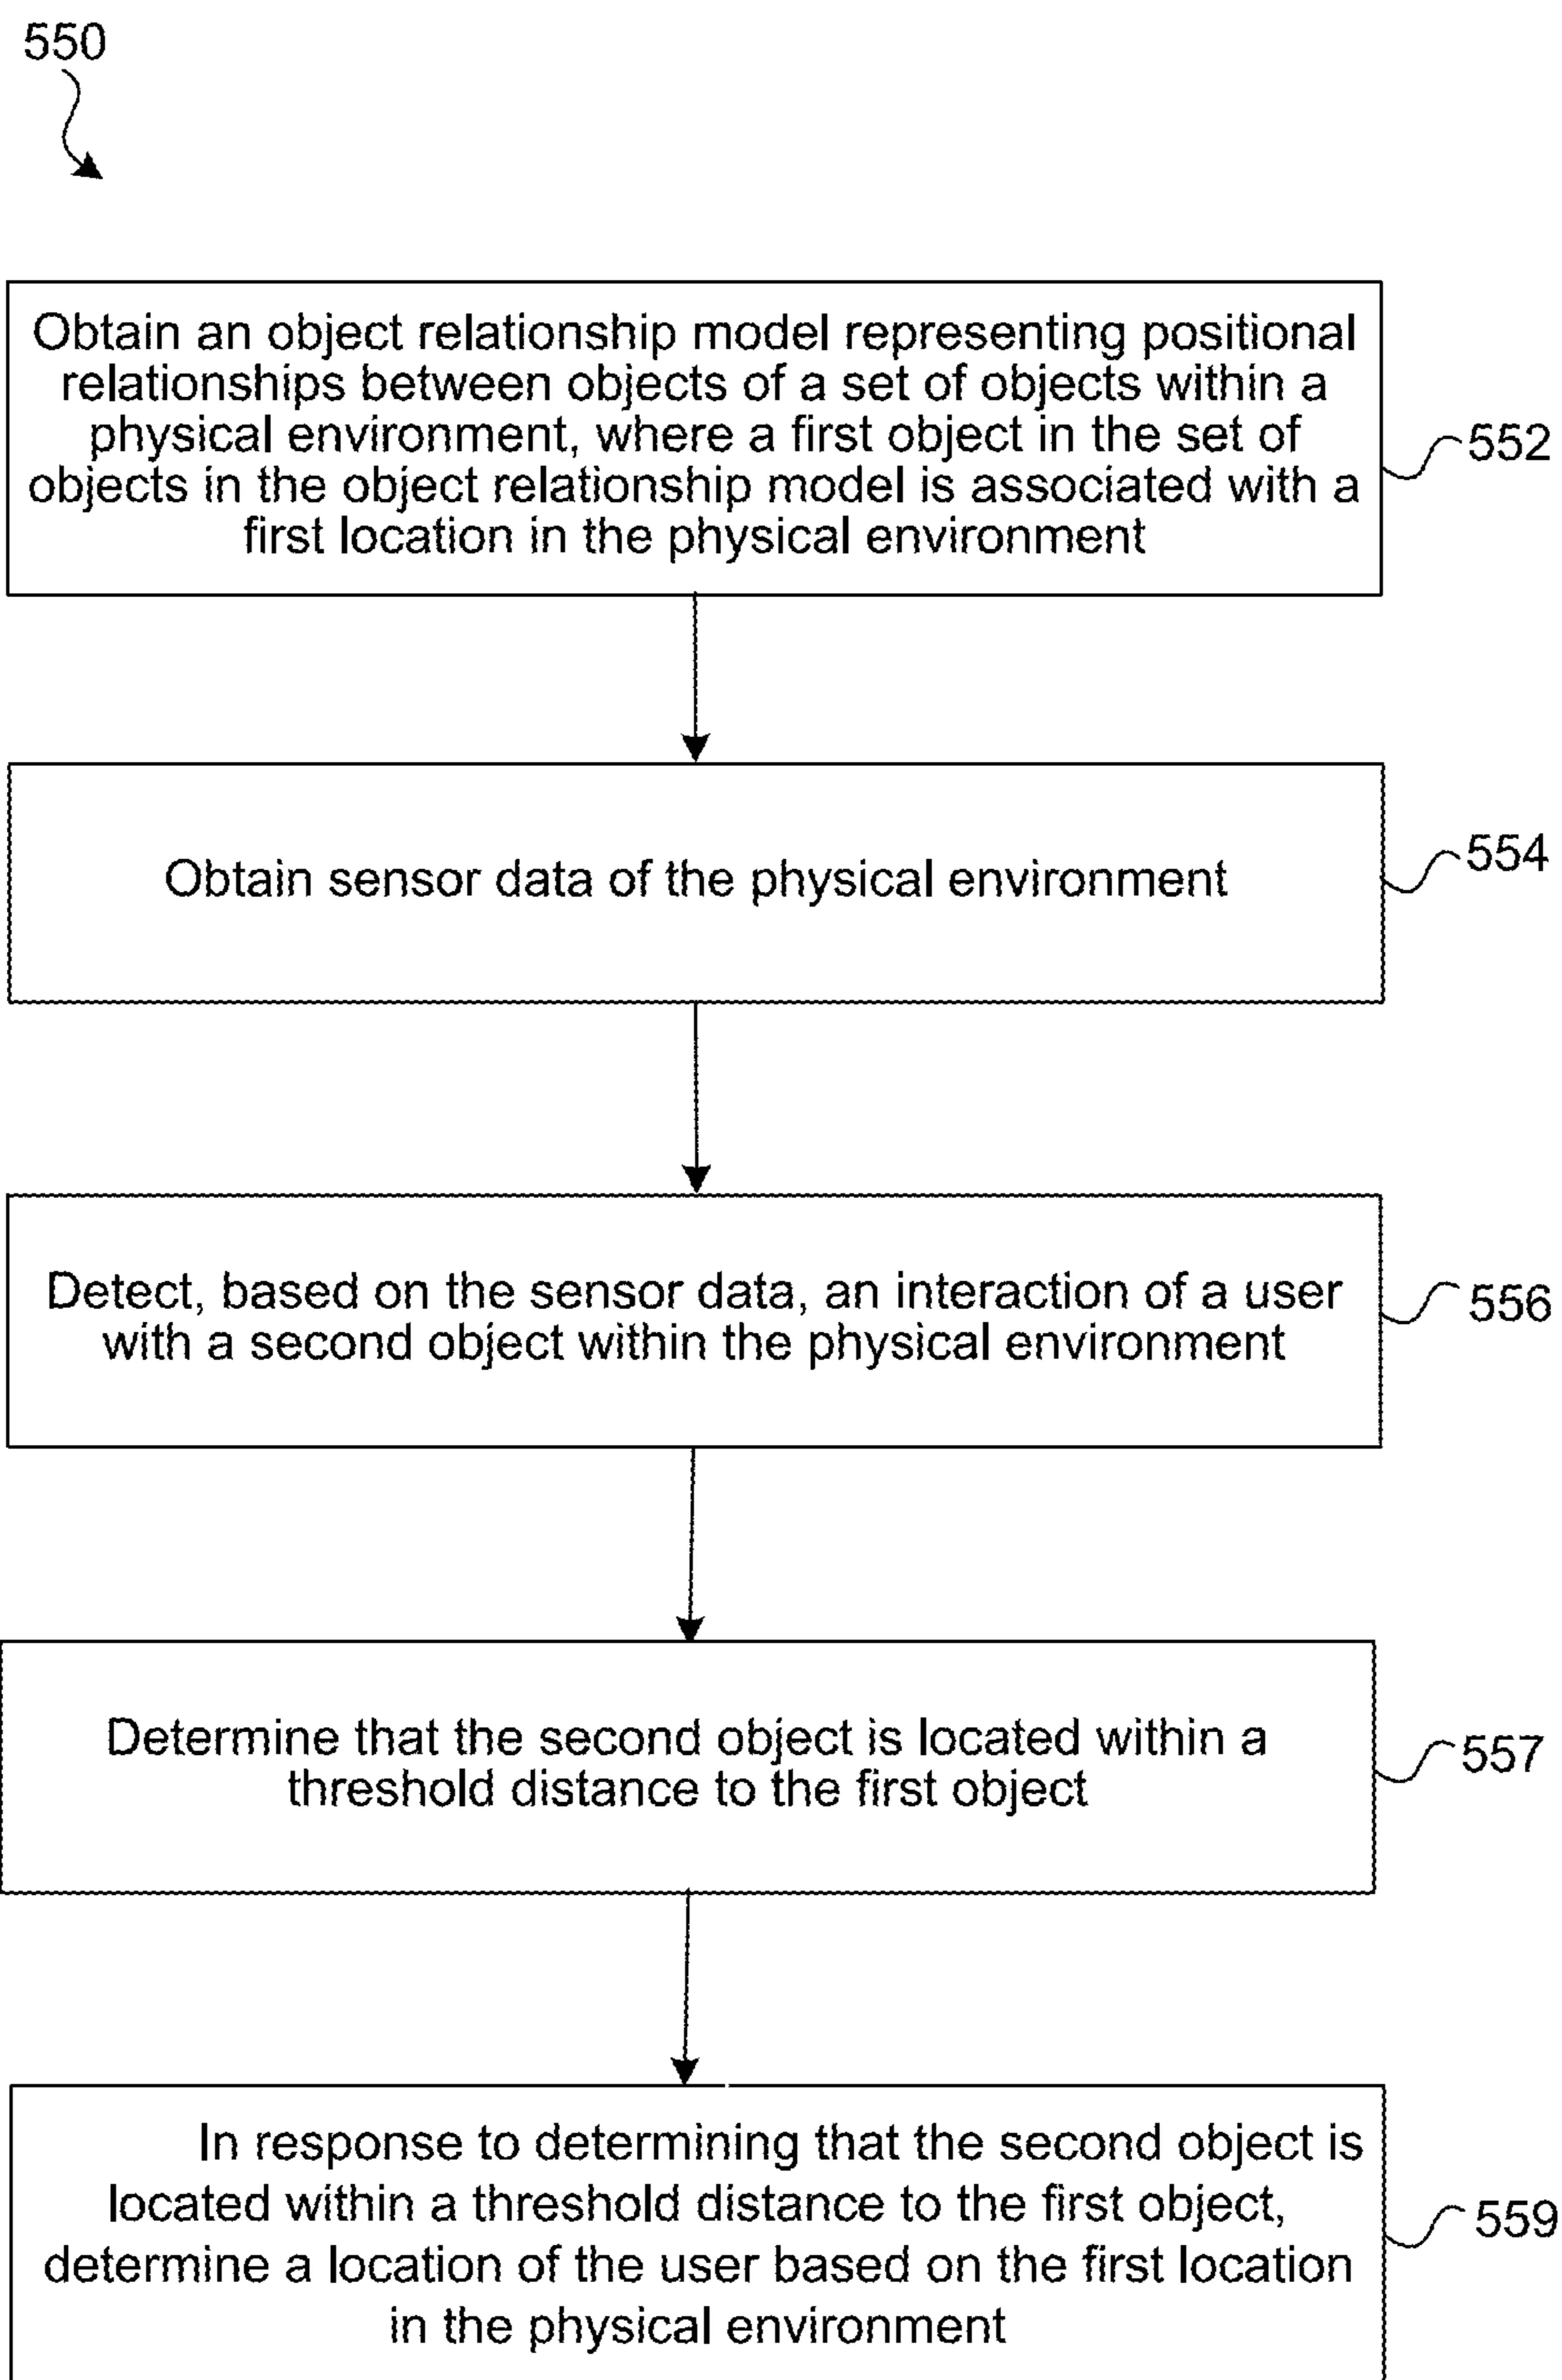 550
Obtain an object relationship model representing positional
relationships between objects of a set of objects within a
physical environment, where a first object in the set of
objects in the object relationship model is associated with a
first location in the physical environment
552
Obtain sensor data of the physical environment
554
Detect, based on the sensor data, an interaction of a user
with a second object within the physical environment
556
Determine that the second object is located within a
threshold distance to the first object
557
In response to determining that the second object is
located within a threshold distance to the first object,
determine a location of the user based on the first location
in the physical environment
559